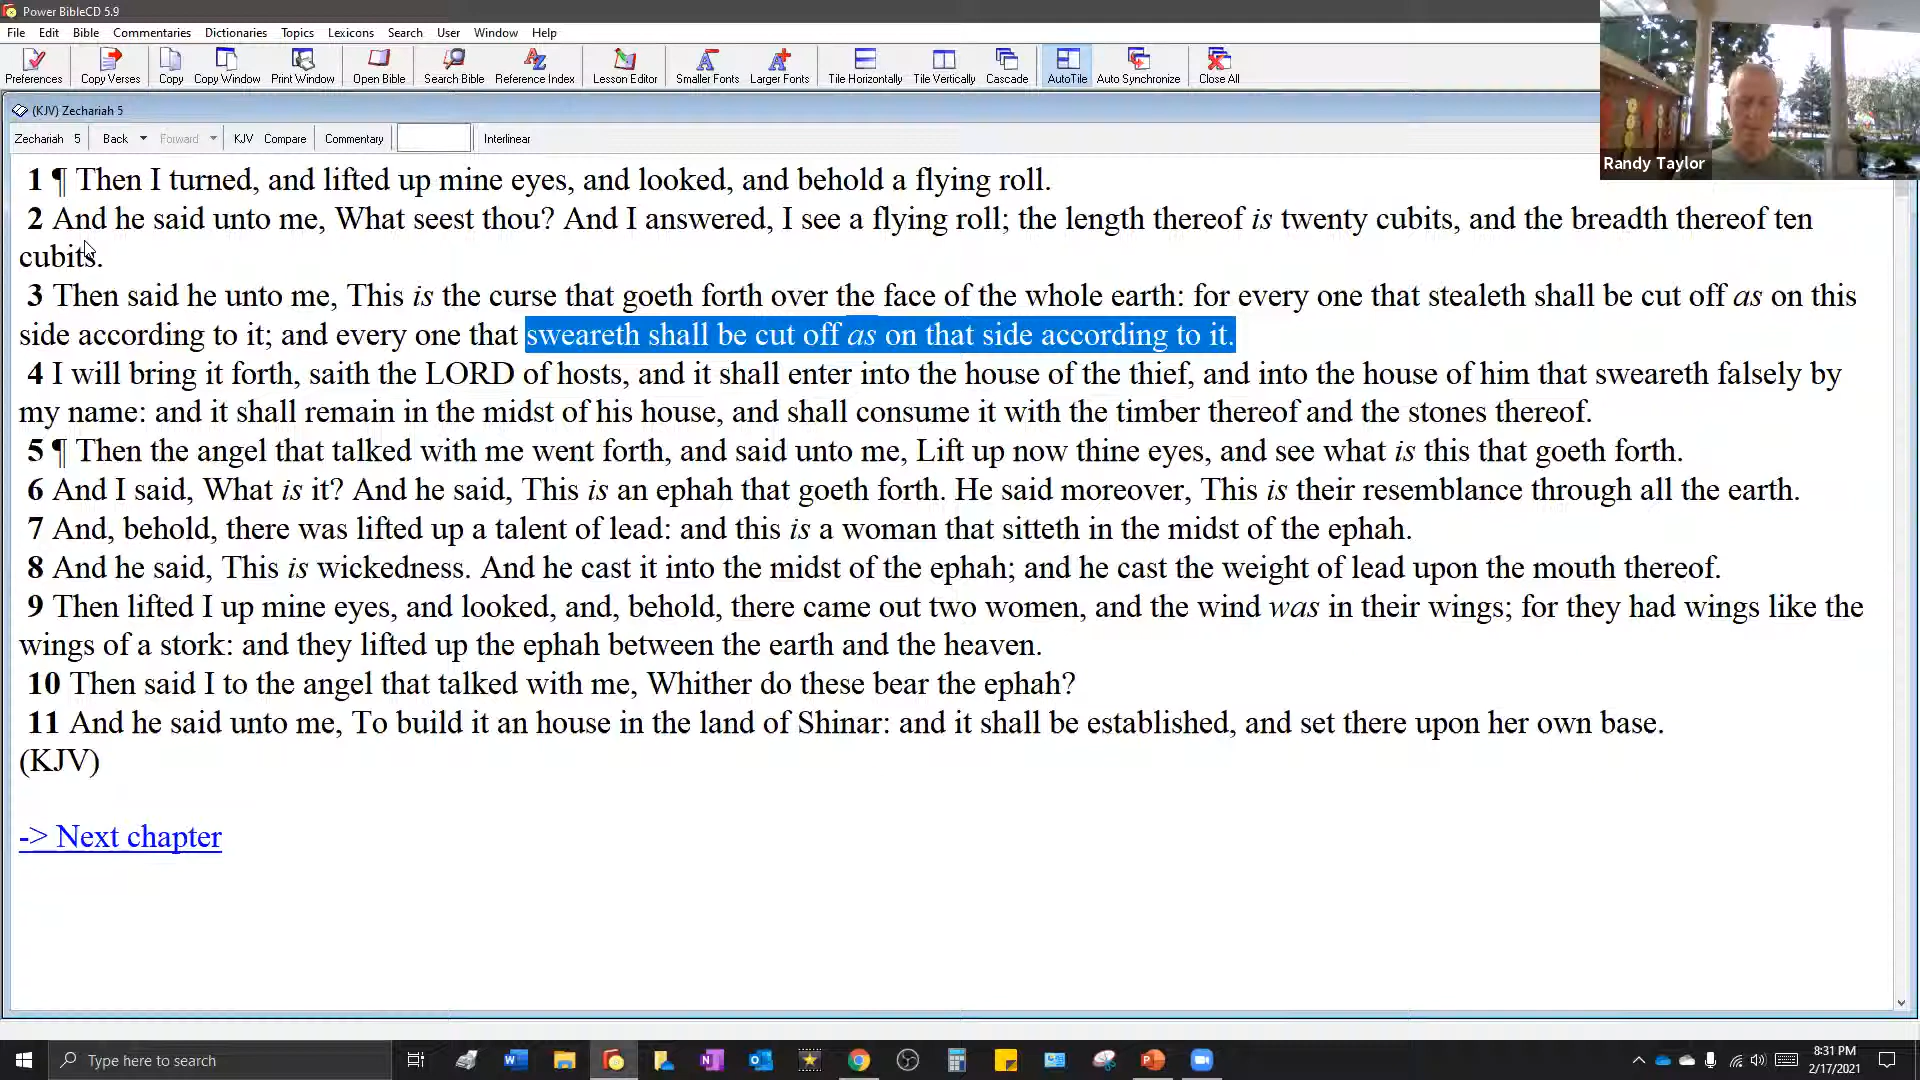 Power BibleCD 5.9
File Edit Bible Commentaries Dictionaries Topics Lexicons Search User Window Help
Preferences Copy Verses Copy Copy Window Print Window Open Bible Search Bible Reference Index Lesson Editor Smaller Fonts Larger Fonts Tile Horizontally Tile Vertically Cascade AutoTile Auto Synchronize Close All
(KJV) Zechariah 5
Zechariah 5 Back Forward KJV Compare Commentary Interlinear
Randy Taylor
1 ¶ Then I turned, and lifted up mine eyes, and looked, and behold a flying roll.
2 And he said unto me, What seest thou? And I answered, I see a flying roll; the length thereof is twenty cubits, and the breadth thereof ten
cubits.
3 Then said he unto me, This is the curse that goeth forth over the face of the whole earth: for every one that stealeth shall be cut off as on this
side according to it; and every one that sweareth shall be cut off as on that side according to it.
4 I will bring it forth, saith the LORD of hosts, and it shall enter into the house of the thief, and into the house of him that sweareth falsely by
my name: and it shall remain in the midst of his house, and shall consume it with the timber thereof and the stones thereof.
5 ¶ Then the angel that talked with me went forth, and said unto me, Lift up now thine eyes, and see what is this that goeth forth.
6 And I said, What is it? And he said, This is an ephah that goeth forth. He said moreover, This is their resemblance through all the earth.
7 And, behold, there was lifted up a talent of lead: and this is a woman that sitteth in the midst of the ephah.
8 And he said, This is wickedness. And he cast it into the midst of the ephah; and he cast the weight of lead upon the mouth thereof.
9 Then lifted I up mine eyes, and looked, and, behold, there came out two women, and the wind was in their wings; for they had wings like the
wings of a stork: and they lifted up the ephah between the earth and the heaven.
10 Then said I to the angel that talked with me, Whither do these bear the ephah?
11 And he said unto me, To build it an house in the land of Shinar: and it shall be established, and set there upon her own base.
(KJV)
-> Next chapter
Type here to search
8:31 PM
2/17/2021